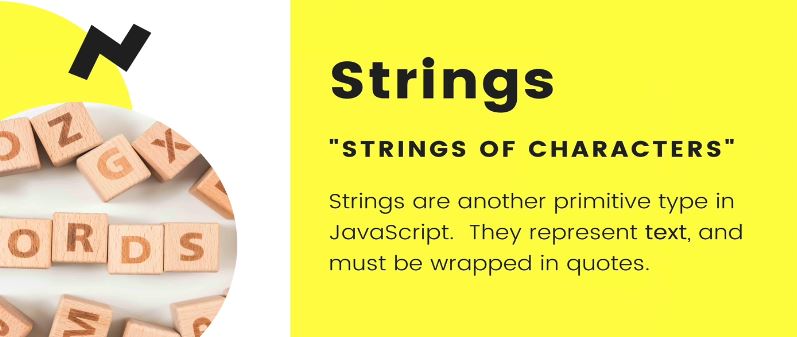 Strings
"STRINGS OF CHARACTERS"
Strings are another primitive type in
JavaScript.  They represent text, and
must be wrapped in quotes.
O Z G X
O R D S
M